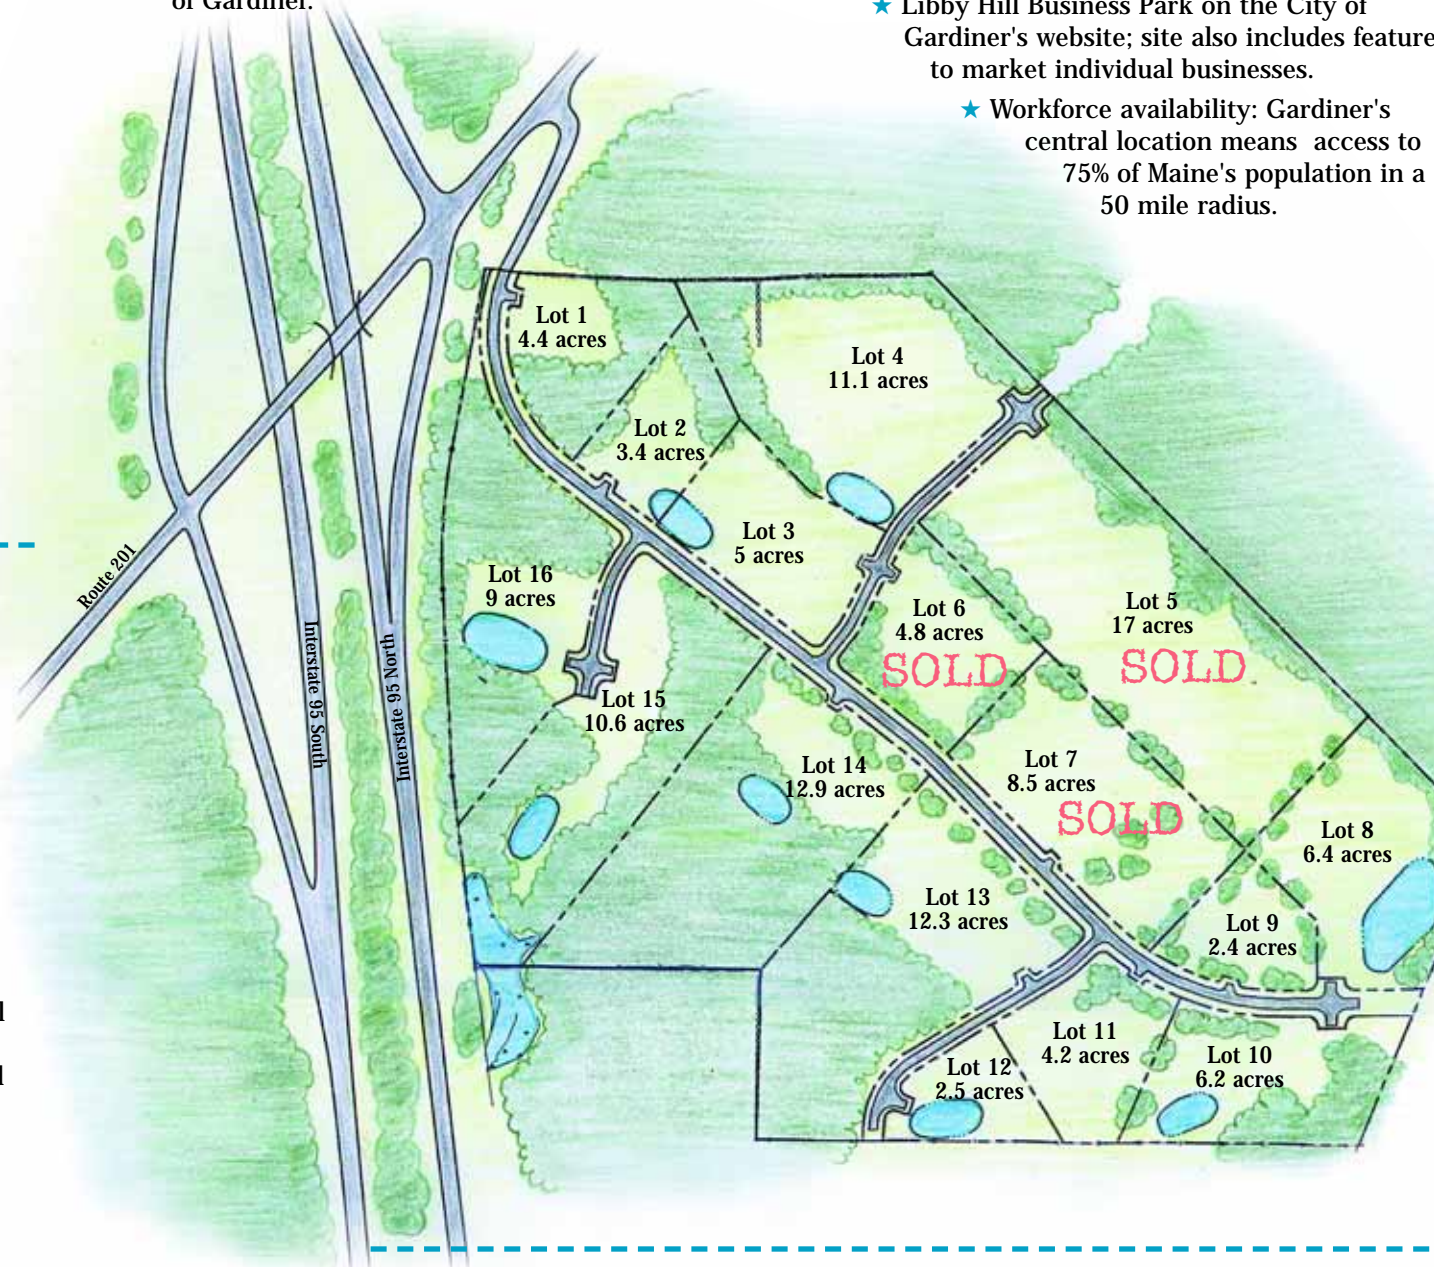 of Gardiner.
★ Libby Hill Business Park on the City of
Gardiner's website; site also includes feature
to market individual businesses.
★ Workforce availability: Gardiner's
central location means access to
75% of Maine's population in a
50 mile radius.
Lot 1
4.4 acres
Lot 4
11.1 acres
Lot 2
3.4 acres
Lot 3
5 acres
Route 201
Lot 16
9 acres
Lot 6
4.8 acres
SOLD
Lot 5
17 acres
SOLD
Interstate 95 South
Interstate 95 North
Lot 15
10.6 acres
Lot 14
12.9 acres
Lot 7
8.5 acres
SOLD
Lot 8
6.4 acres
Lot 13
12.3 acres
Lot 9
2.4 acres
Lot 11
4.2 acres
Lot 12
2.5 acres
Lot 10
6.2 acres